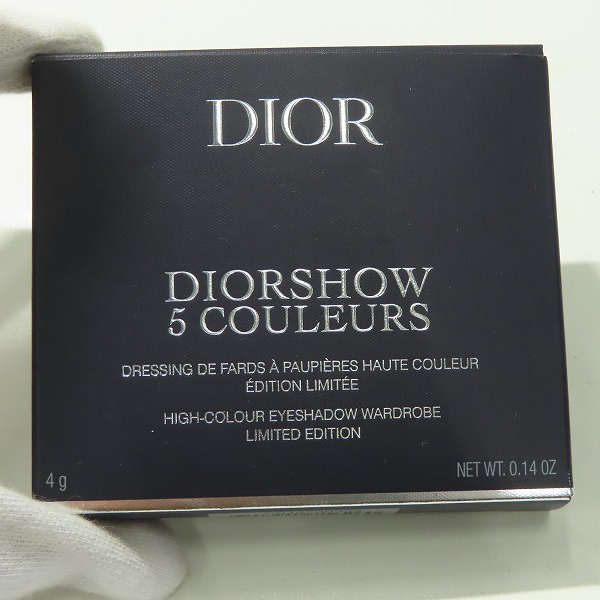 DIOR
DIORSHOW
5 COULEURS
DRESSING DE FARDS À PAUPIÈRES HAUTE COULEUR
ÉDITION LIMITÉE
HIGH-COLOUR EYESHADOW WARDROBE
LIMITED EDITION
4 g
NET WT. 0.14 OZ